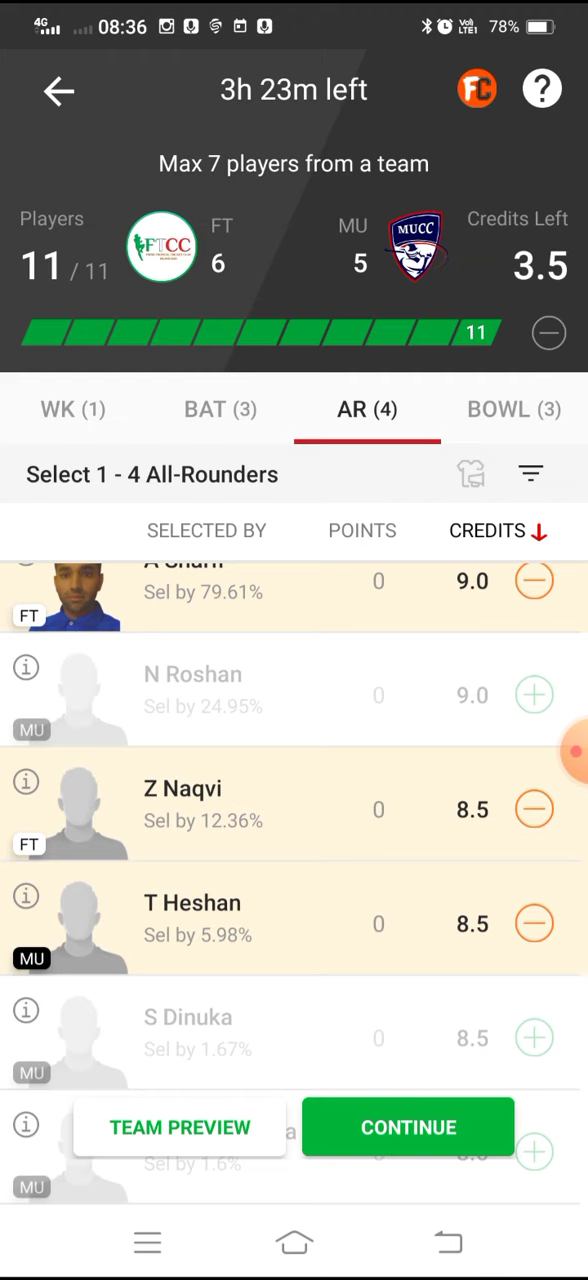 4G 08:36 78%
3h 23m left
FC ?
Max 7 players from a team
Players FT MU Credits Left
FTCC MUCC
11 / 11 6 5 3.5
11
WK (1) BAT (3) AR (4) BOWL (3)
Select 1 - 4 All-Rounders
SELECTED BY POINTS CREDITS
Sel by 79.61% 0 9.0
FT
N Roshan
Sel by 24.95% 0 9.0
MU
Z Naqvi
Sel by 12.36% 0 8.5
FT
T Heshan
Sel by 5.98% 0 8.5
MU
S Dinuka
Sel by 1.67% 0 8.5
MU
TEAM PREVIEW a CONTINUE
Sel by 1.6%
MU